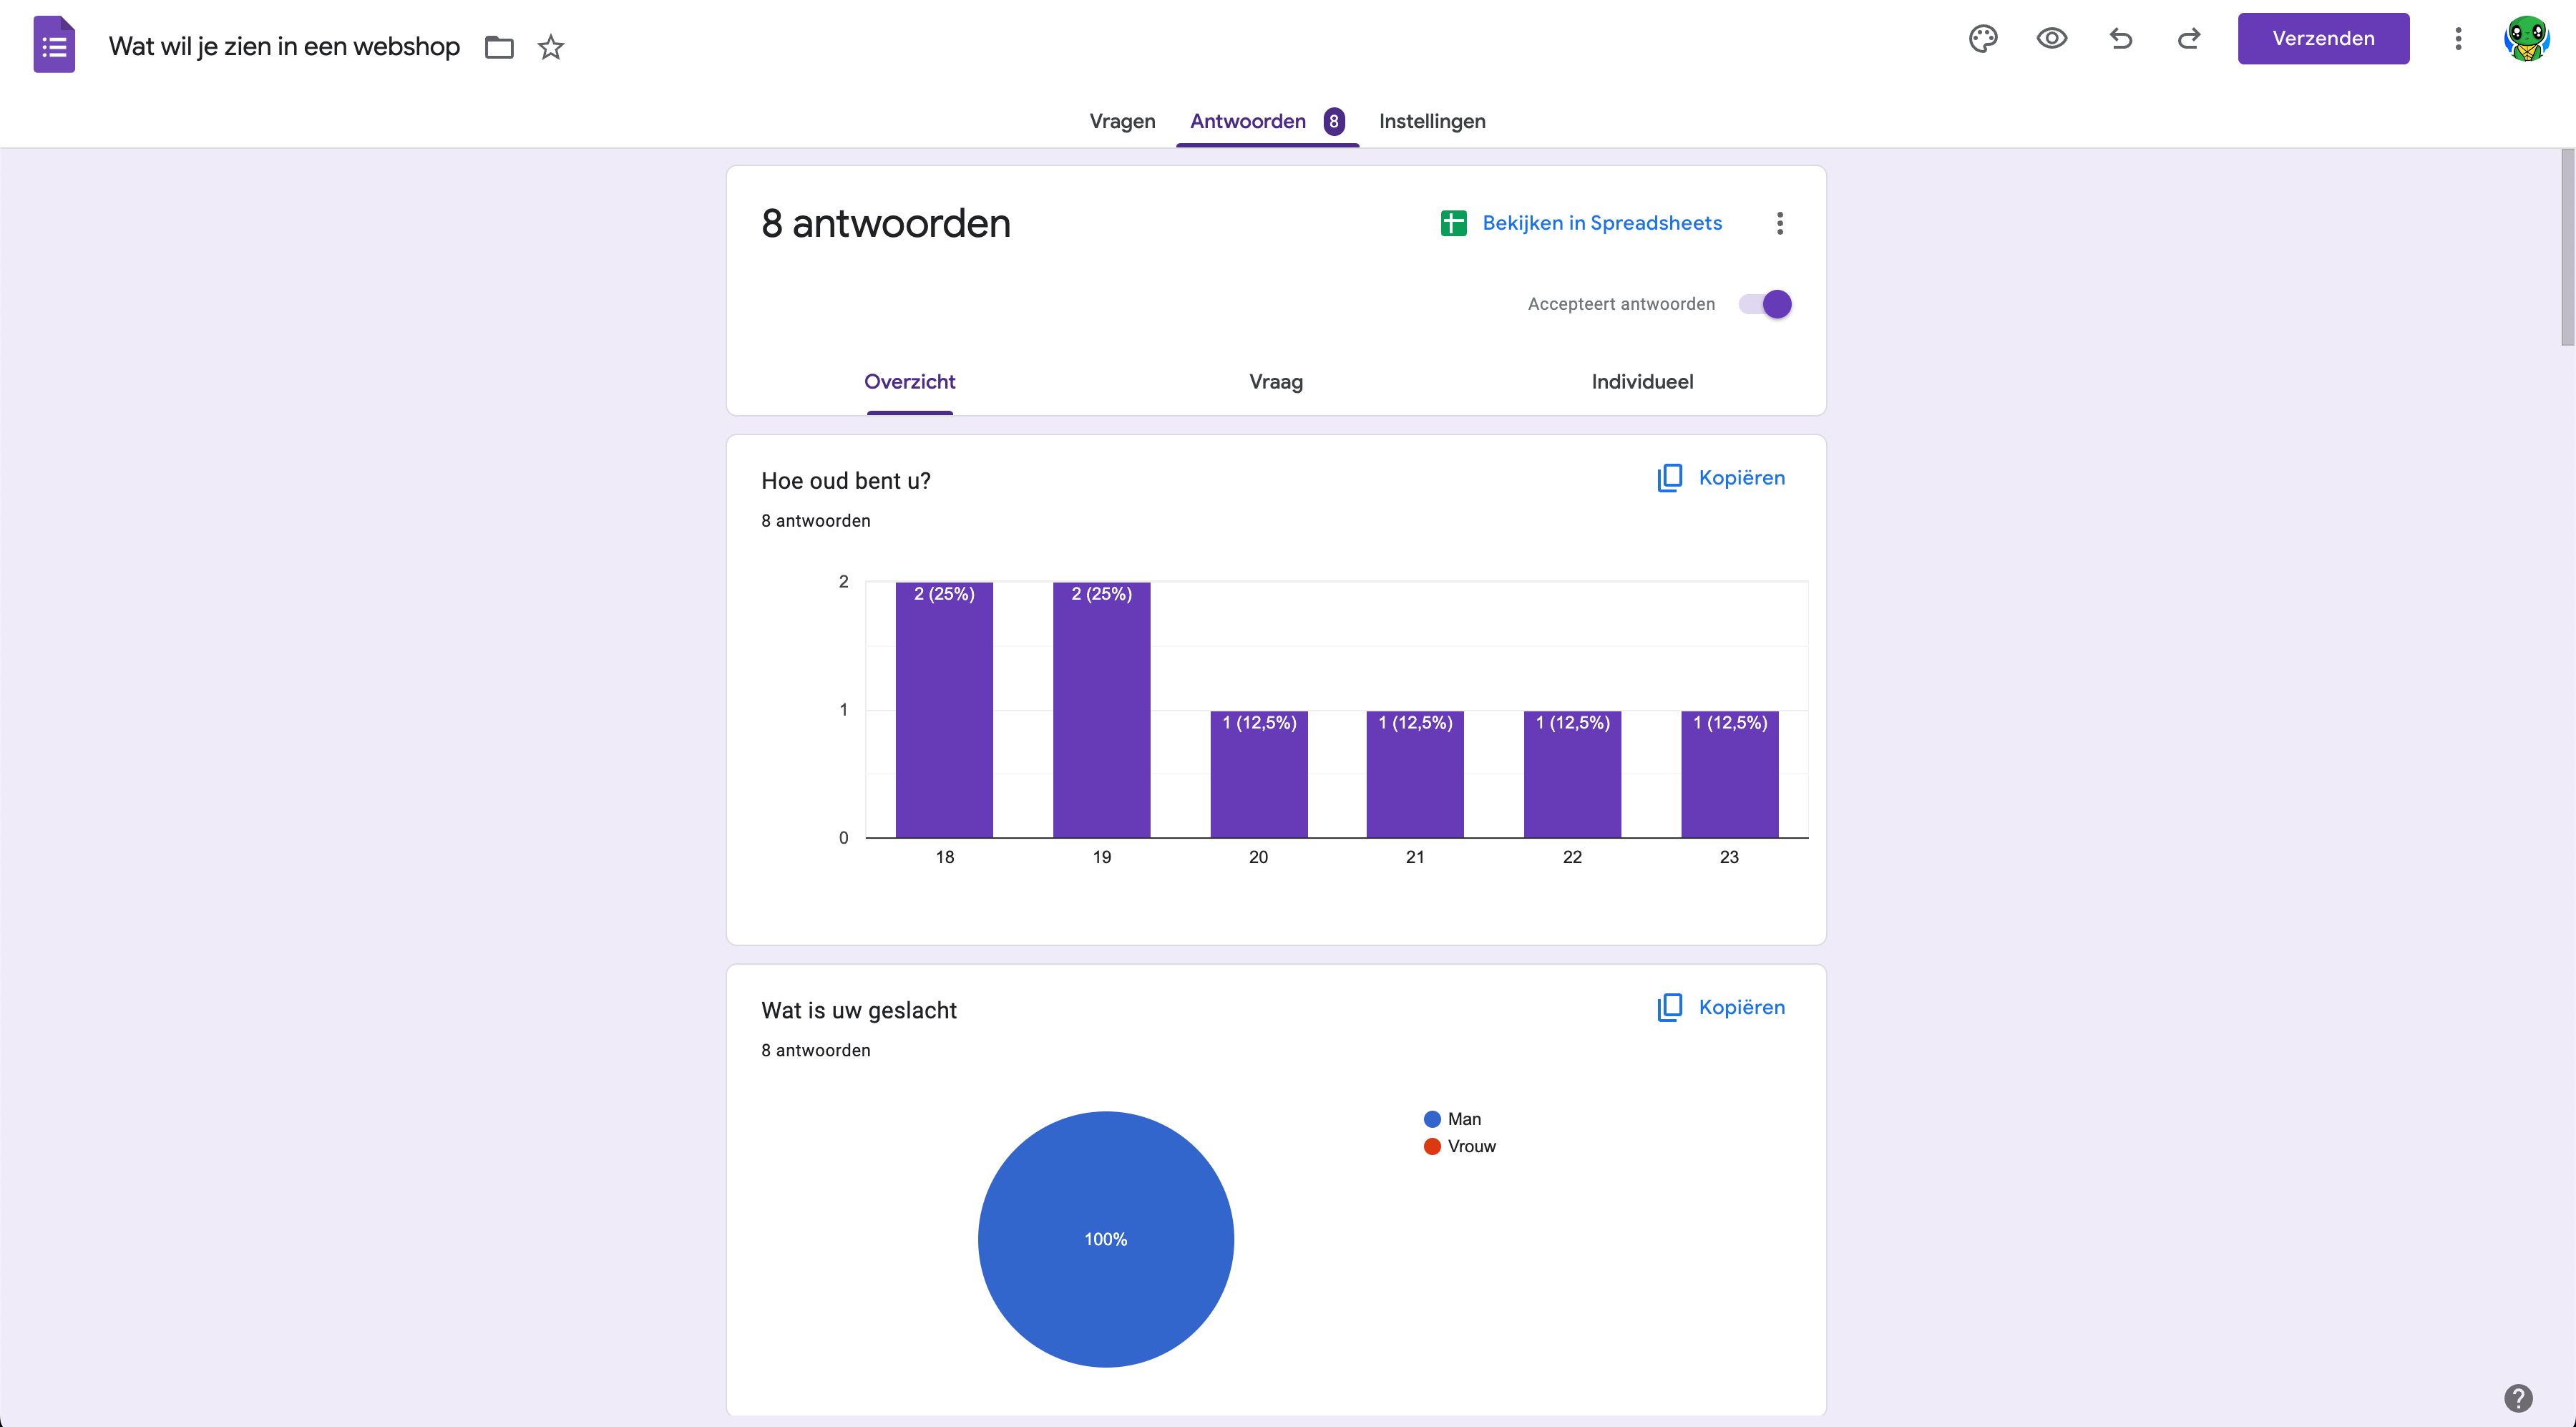 Wat wil je zien in een webshop
Verzenden
Vragen
Antwoorden 8
Instellingen
8 antwoorden
Bekijken in Spreadsheets
Accepteert antwoorden
Overzicht
Vraag
Individueel
Hoe oud bent u?
Kopiëren
8 antwoorden
2
1
0
2 (25%)
2 (25%)
1 (12,5%)
1 (12,5%)
1 (12,5%)
1 (12,5%)
18
19
20
21
22
23
Wat is uw geslacht
Kopiëren
8 antwoorden
Man
Vrouw
100%
?